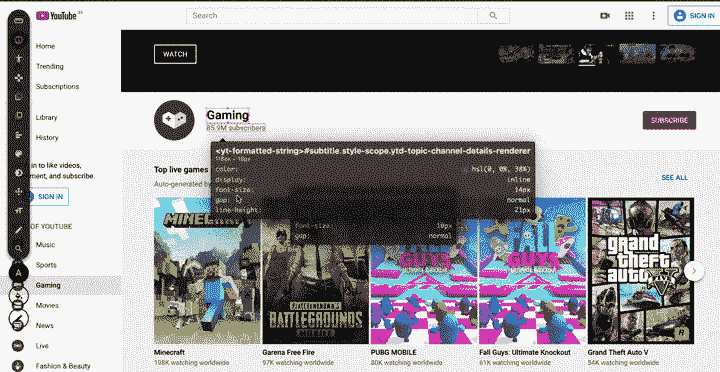 YouTube
Search
SIGN IN
Home
Trending
Subscriptions
Library
History
WATCH
Gaming
85.9M subscribers
SUBSCRIBE
<yt-formatted-string>#subtitle.style-scope.ytd-topic-channel-details-renderer
color: hsl(0, 0%, 38%)
display: inline
font-size: 14px
gap: normal
line-height: 21px
font-size: 10px
gap: normal
Top live games
Auto-generated by
SEE ALL
n in to like videos,
ment, and subscribe.
SIGN IN
OF YOUTUBE
Music
Sports
Gaming
Movies
News
Live
Fashion & Beauty
MINECRAFT
BATTLEGROUNDS
MOBILE
FALL
GUYS
FALL
GUYS
grand
theft
auto
V
Minecraft
198K watching worldwide
Garena Free Fire
94K watching worldwide
PUBG MOBILE
80K watching worldwide
Fall Guys: Ultimate Knockout
61K watching worldwide
Grand Theft Auto V
54K watching worldwide